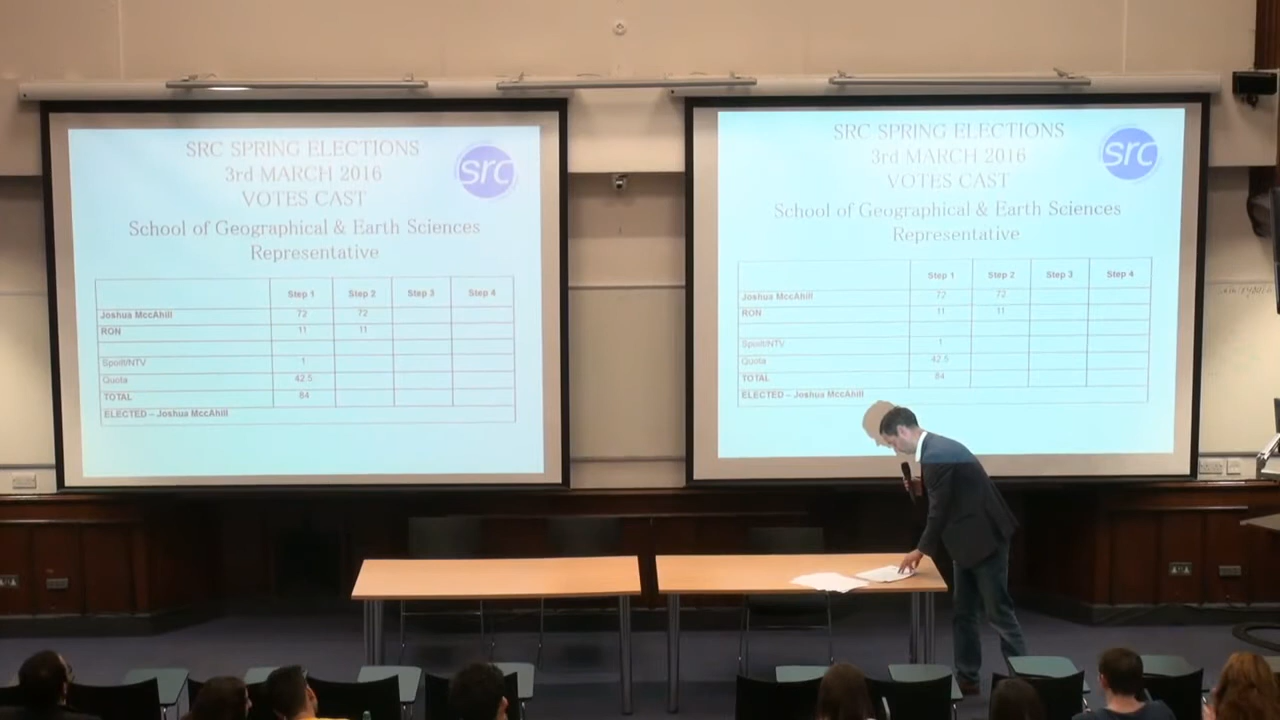 SRC SPRING ELECTIONS
3rd MARCH 2016
VOTES CAST
src
School of Geographical & Earth Sciences
Representative
Step 1 Step 2 Step 3 Step 4
Joshua MccAhill 72 72
RON 11 11
Spoilt/NTV 1
Quota 42.5
TOTAL 84
ELECTED – Joshua MccAhill
SRC SPRING ELECTIONS
3rd MARCH 2016
VOTES CAST
src
School of Geographical & Earth Sciences
Representative
Step 1 Step 2 Step 3 Step 4
Joshua MccAhill 72 72
RON 11 11
Spoilt/NTV 1
Quota 42.5
TOTAL 84
ELECTED – Joshua MccAhill